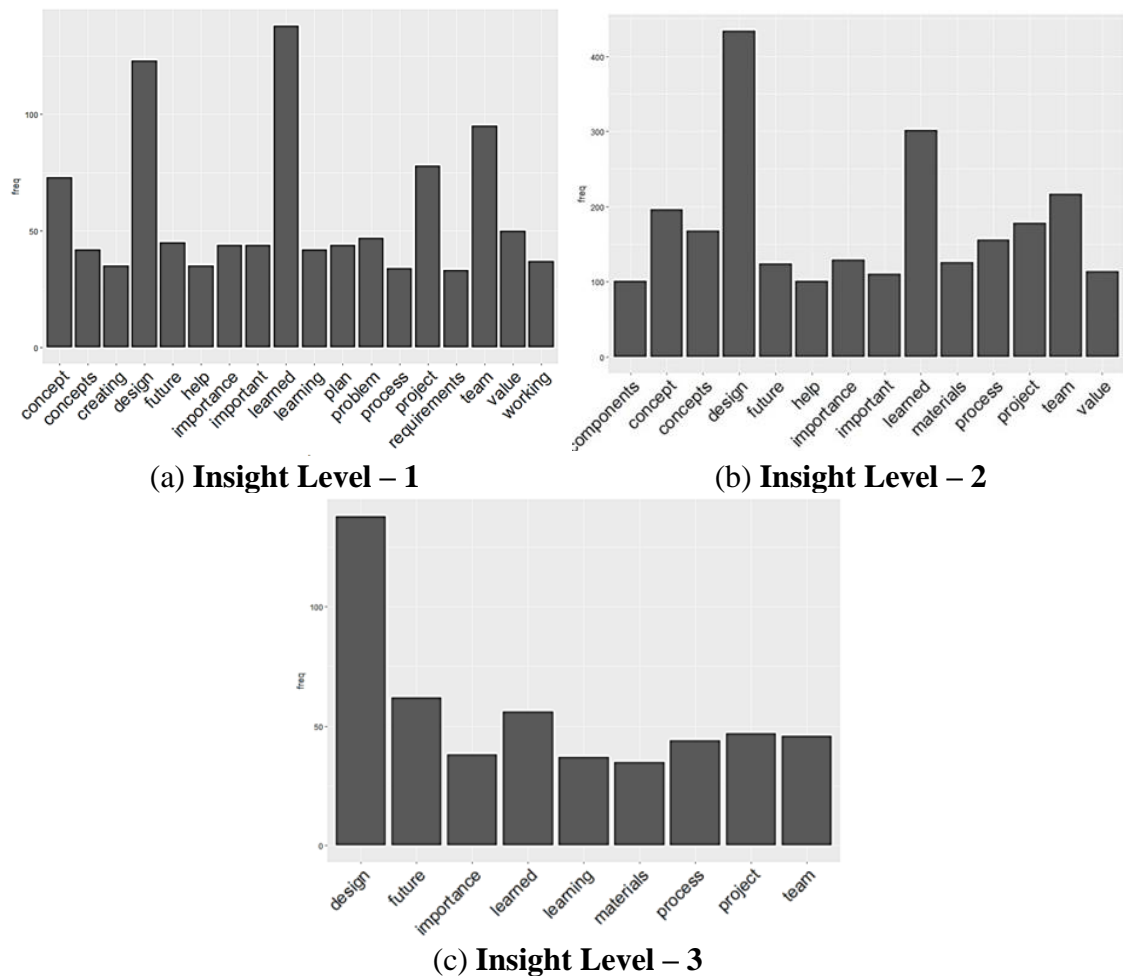 freq
100
50
0
concept
concepts
creating
design
future
help
importance
important
learned
learning
plan
problem
process
project
requirements
team
value
working
(a) Insight Level – 1
freq
400
300
200
100
0
components
concept
concepts
design
future
help
importance
important
learned
materials
process
project
team
value
(b) Insight Level – 2
freq
100
50
0
design
future
importance
learned
learning
materials
process
project
team
(c) Insight Level – 3